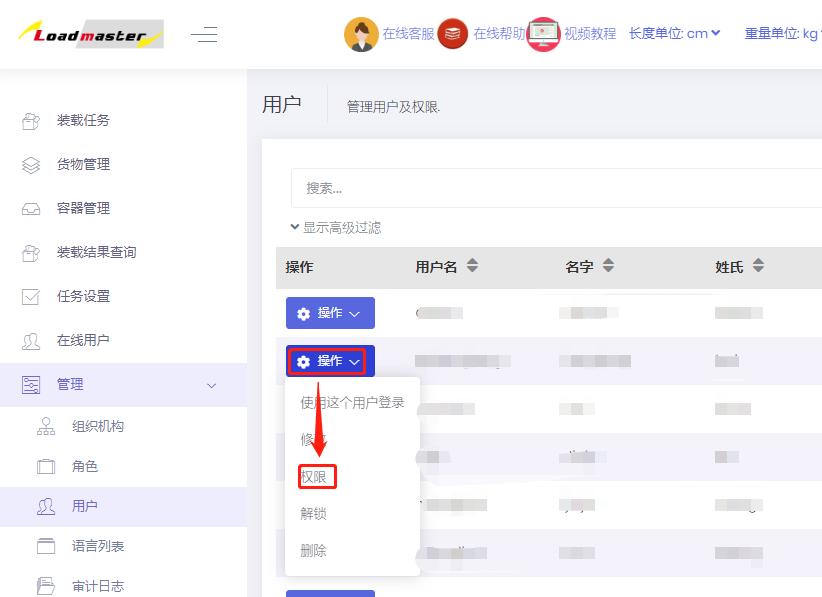 Loadmaster
在线客服 在线帮助 视频教程 长度单位: cm 重量单位: kg
装载任务
货物管理
容器管理
装载结果查询
任务设置
在线用户
管理
组织机构
角色
用户
语言列表
审计日志
用户 管理用户及权限.
搜索...
显示高级过滤
操作 用户名 名字 姓氏
操作
操作
使用这个用户登录
权限
解锁
删除